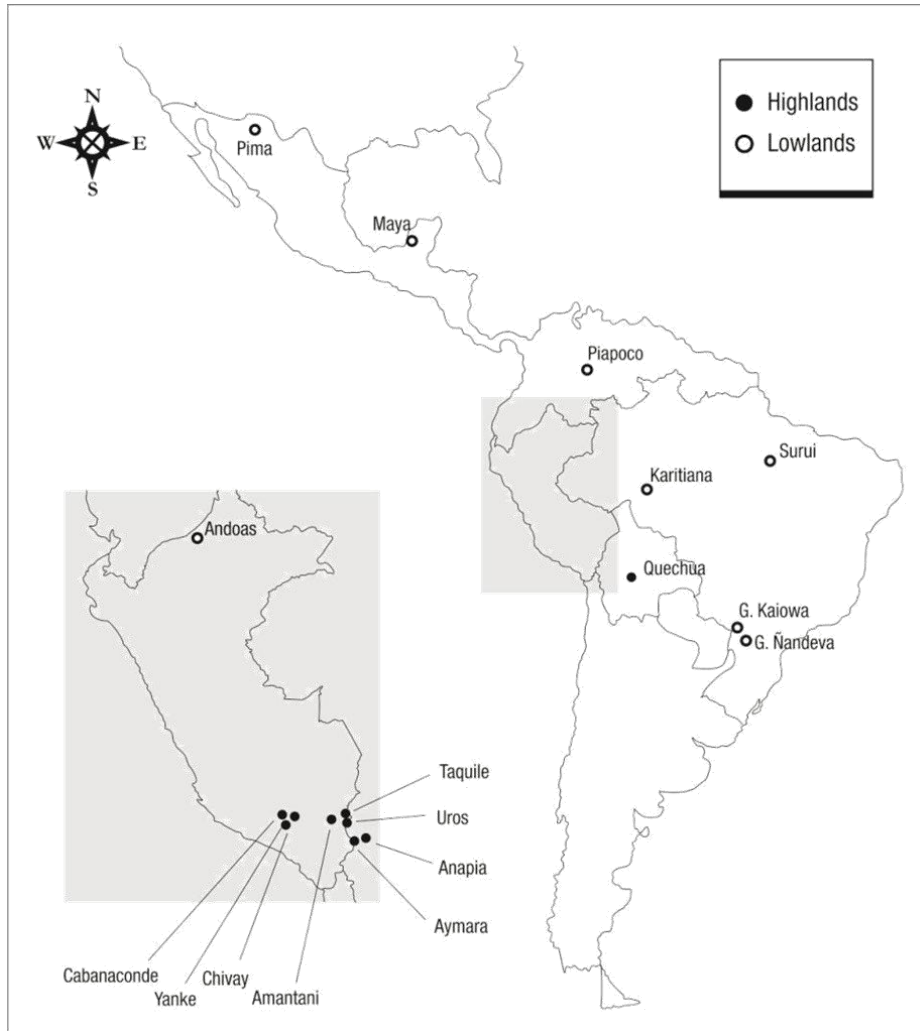 N
W
E
S
Highlands
Lowlands
Pima
Maya
Piapoco
Surui
Karitiana
Quechua
G. Kaiowa
G. Ñandeva
Andoas
Taquile
Uros
Anapia
Aymara
Cabanaconde
Yanke
Chivay
Amantani